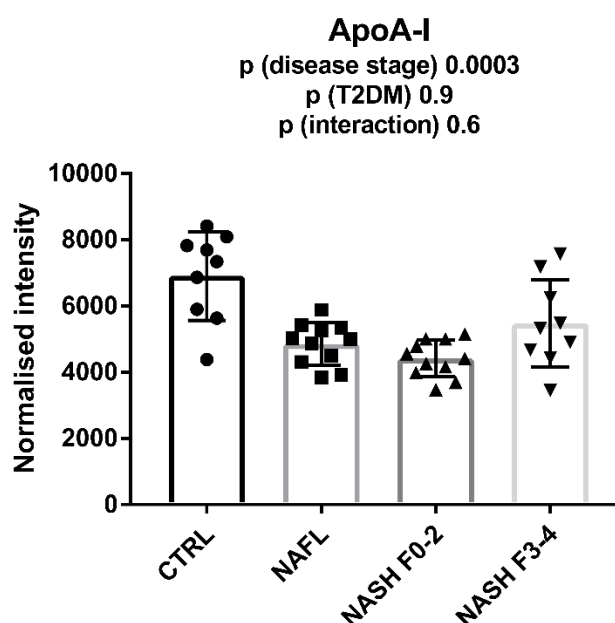 ApoA-I
p (disease stage) 0.0003
p (T2DM) 0.9
p (interaction) 0.6
Normalised intensity
10000
8000
6000
4000
2000
0
CTRL
NAFL
NASH F0-2
NASH F3-4